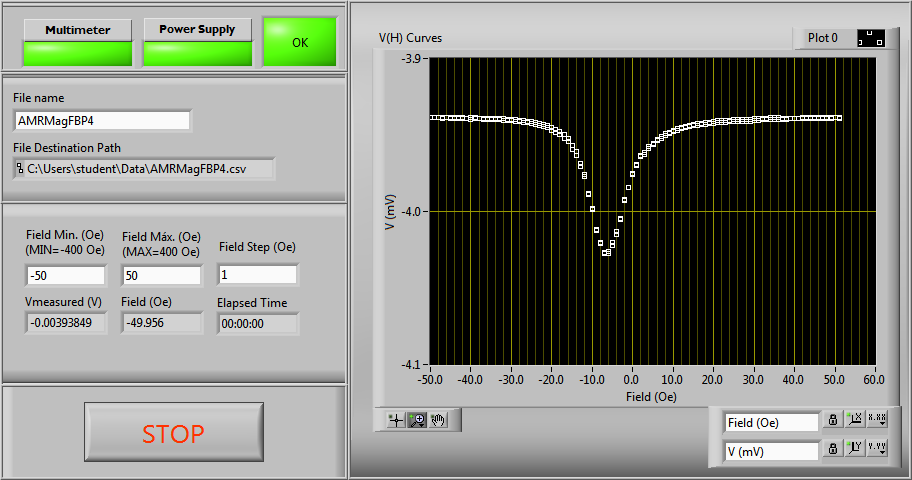 Multimeter
Power Supply
OK
File name
AMRMagFBP4
File Destination Path
C:\Users\student\Data\AMRMagFBP4.csv
Field Min. (Oe)
(MIN=-400 Oe)
Field Máx. (Oe)
(MAX=400 Oe)
Field Step (Oe)
-50
50
1
Vmeasured (V)
Field (Oe)
Elapsed Time
-0.00393849
-49.956
00:00:00
STOP
V(H) Curves
Plot 0
-3.9
-4.0
-4.1
V (mV)
-50.0 -40.0 -30.0 -20.0 -10.0 0.0 10.0 20.0 30.0 40.0 50.0 60.0
Field (Oe)
Field (Oe)
X
X.XX
V (mV)
Y
Y.YY